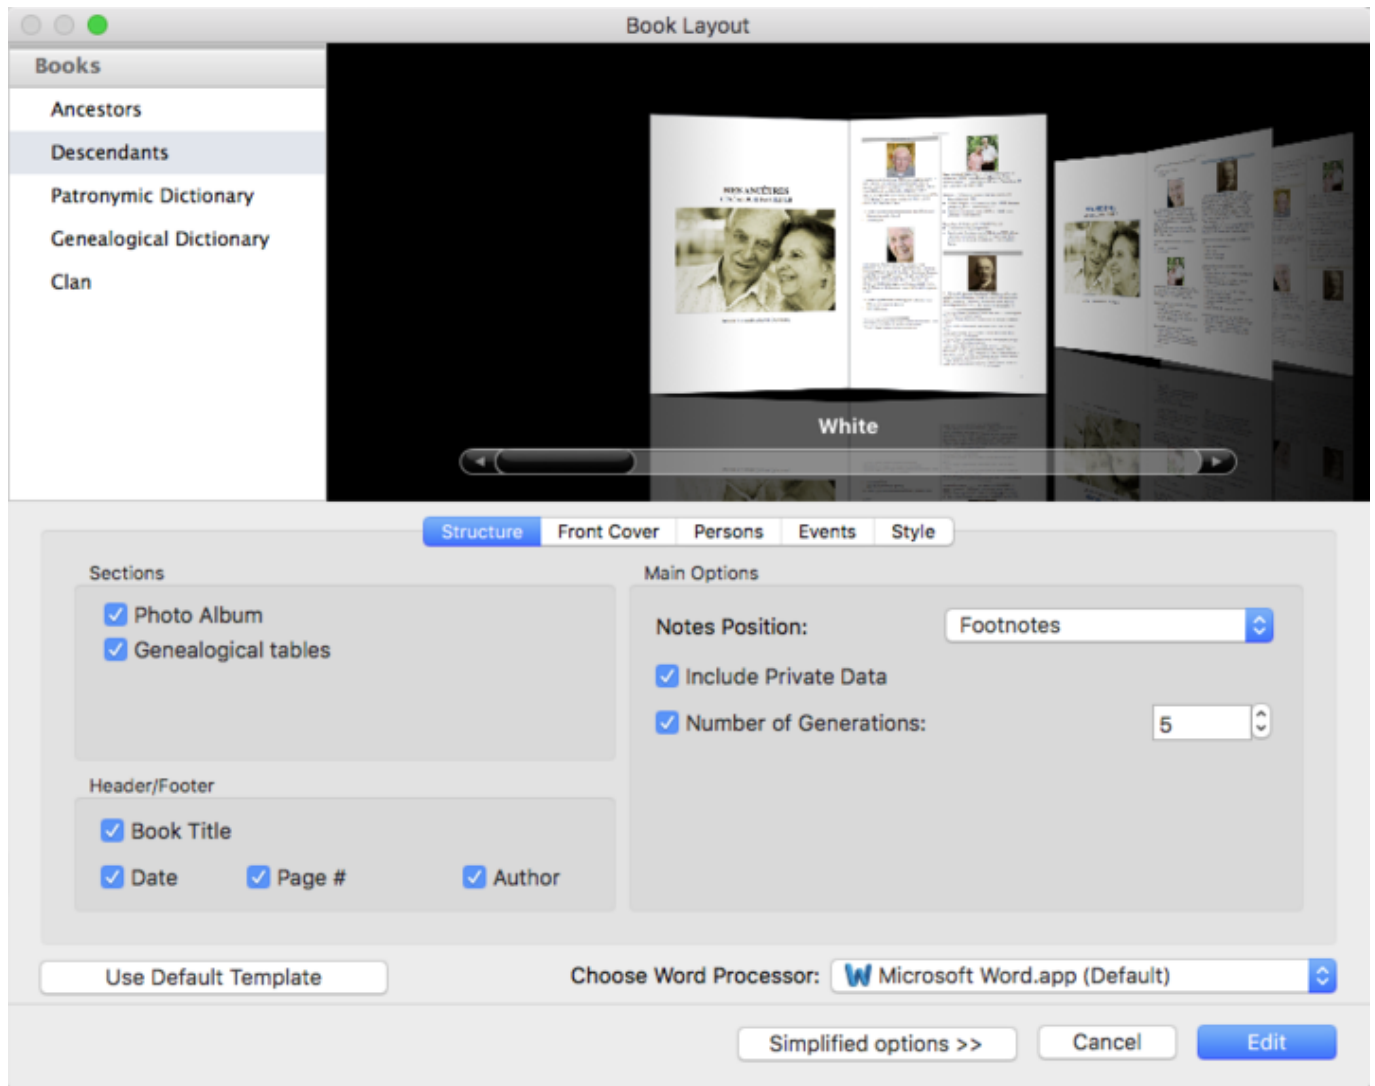 Book Layout
Books
Ancestors
Descendants
Patronymic Dictionary
Genealogical Dictionary
Clan
MES ANCÊTRES
White
Structure Front Cover Persons Events Style
Sections
Photo Album
Genealogical tables
Header/Footer
Book Title
Date Page # Author
Main Options
Notes Position: Footnotes
Include Private Data
Number of Generations: 5
Use Default Template
Choose Word Processor: Microsoft Word.app (Default)
Simplified options >> Cancel Edit